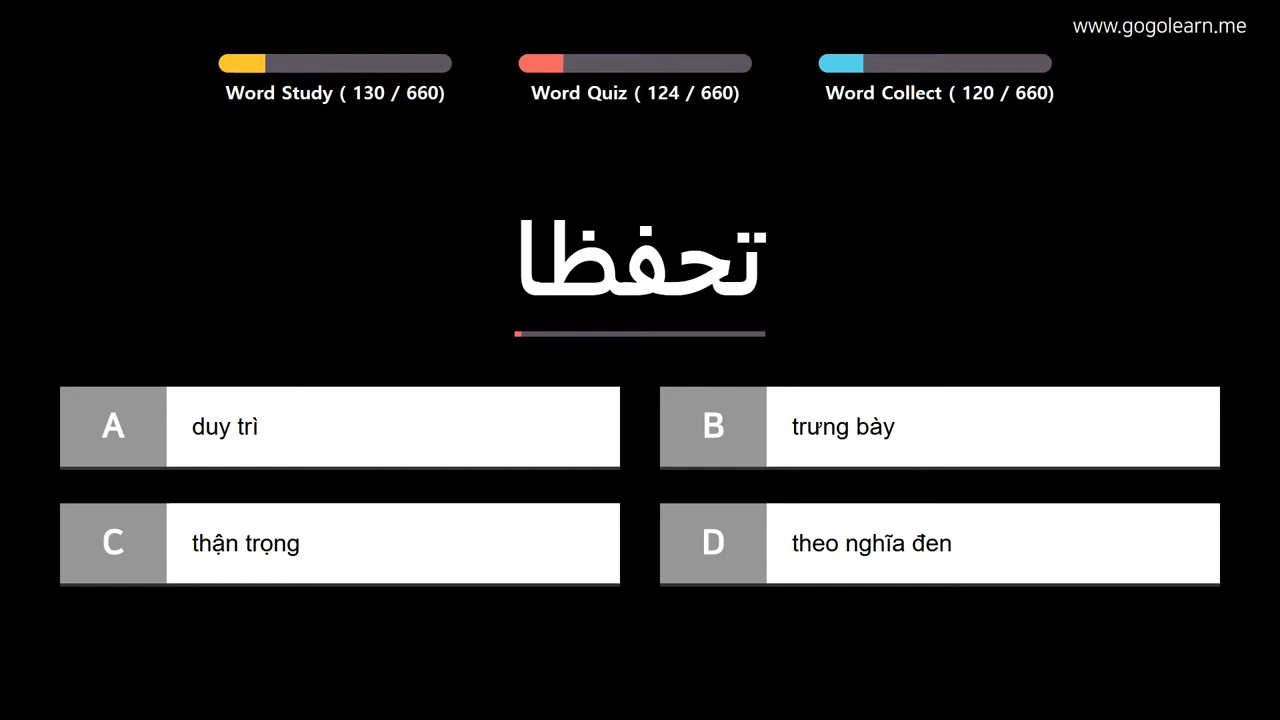 www.gogolearn.me
Word Study ( 130 / 660)
Word Quiz ( 124 / 660)
Word Collect ( 120 / 660)
تحفظا
A
duy trì
B
trưng bày
C
thận trọng
D
theo nghĩa đen